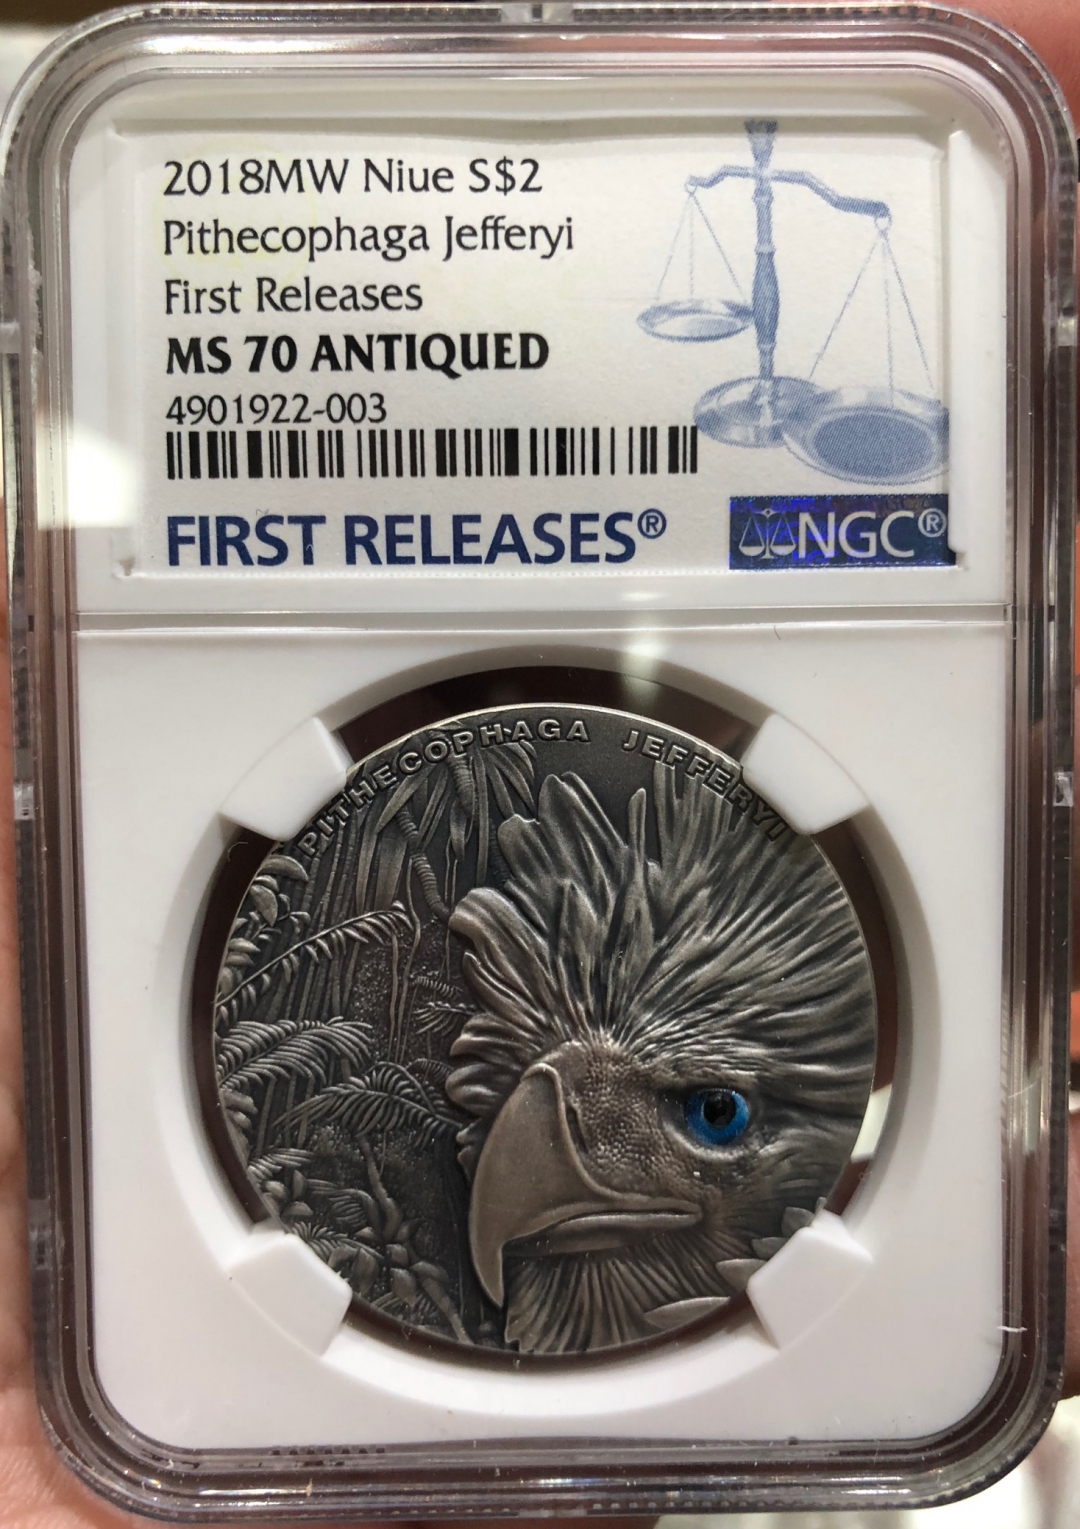 2018MW Niue S$2
Pithecophaga Jefferyi
First Releases
MS 70 ANTIQUED
4901922-003
FIRST RELEASES®
NGC®
PITHECOPHAGA JEFFERYI